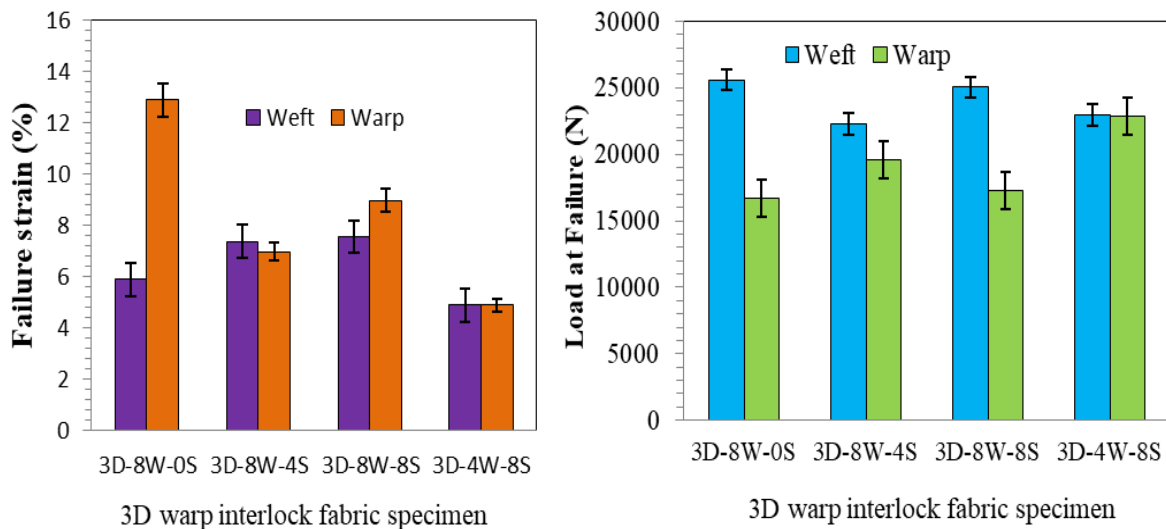 Failure strain (%)
16
14
12
10
8
6
4
2
0
Weft Warp
3D-8W-0S 3D-8W-4S 3D-8W-8S 3D-4W-8S
3D warp interlock fabric specimen
Load at Failure (N)
30000
25000
20000
15000
10000
5000
0
Weft Warp
3D-8W-0S 3D-8W-4S 3D-8W-8S 3D-4W-8S
3D warp interlock fabric specimen